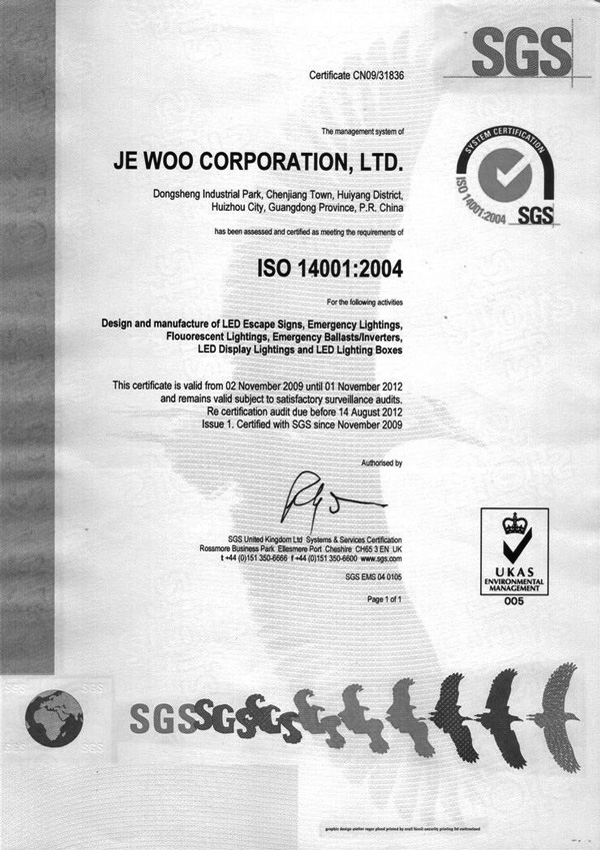 SGS
Certificate CN09/31836
The management system of
JE WOO CORPORATION, LTD.
Dongsheng Industrial Park, Chenjiang Town, Huiyang District,
Huizhou City, Guangdong Province, P.R. China
has been assessed and certified as meeting the requirements of
ISO 14001:2004
For the following activities
Design and manufacture of LED Escape Signs, Emergency Lightings,
Flouorescent Lightings, Emergency Ballasts/Inverters,
LED Display Lightings and LED Lighting Boxes
This certificate is valid from 02 November 2009 until 01 November 2012
and remains valid subject to satisfactory surveillance audits.
Re certification audit due before 14 August 2012
Issue 1. Certified with SGS since November 2009
Authorised by
SGS United Kingdom Ltd Systems & Services Certification
Rossmore Business Park Ellesmere Port Cheshire CH65 3 EN UK
t +44 (0)151 350-6666 f +44 (0)151 350-6600 www.sgs.com
SGS EMS 04 0105
Page 1 of 1
SYSTEM CERTIFICATION
ISO 14001:2004
SGS
UKAS
ENVIRONMENTAL
MANAGEMENT
005
SGSSGSSGS